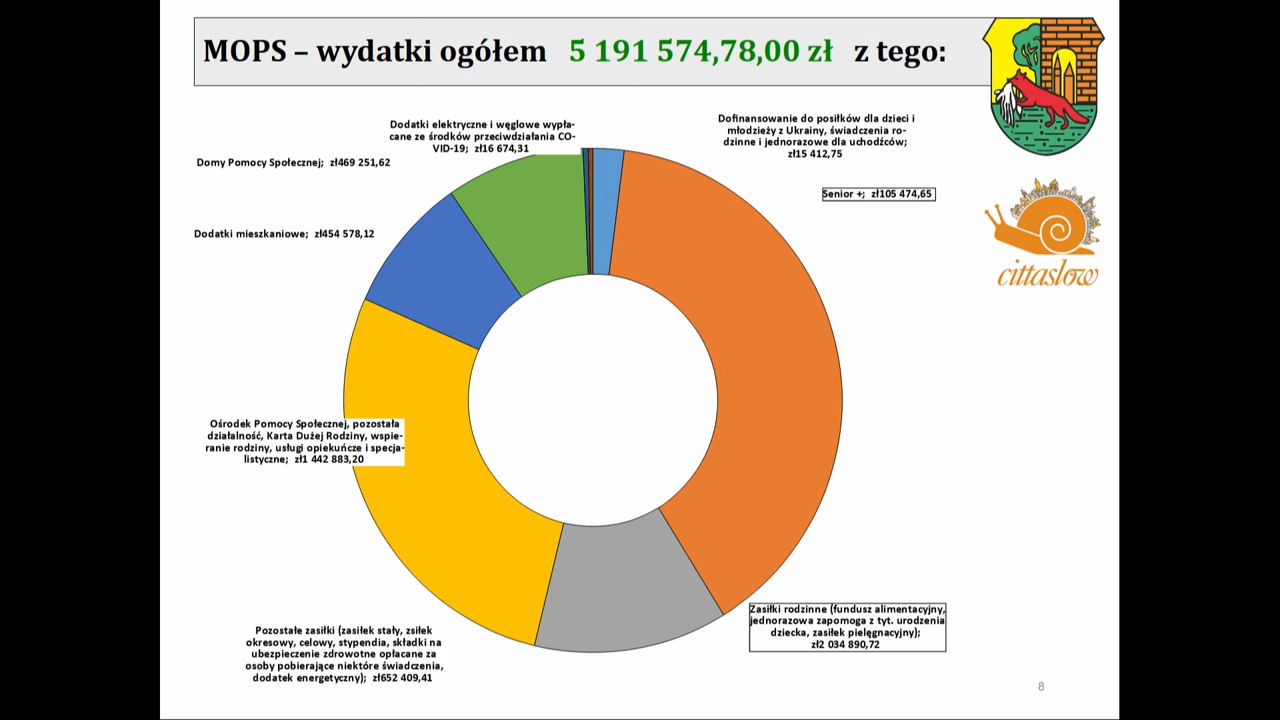 MOPS – wydatki ogółem 5 191 574,78,00 zł z tego:
Dodatki elektryczne i węglowe wypła-
cane ze środków przeciwdziałania CO-
VID-19; zł16 674,31
Dofinansowanie do posiłków dla dzieci i
młodzieży z Ukrainy, świadczenia ro-
dzinne i jednorazowe dla uchodźców;
zł15 412,75
Domy Pomocy Społecznej; zł469 251,62
Senior +; zł105 474,65
Dodatki mieszkaniowe; zł454 578,12
cittaslow
Ośrodek Pomocy Społecznej, pozostała
działalność, Karta Dużej Rodziny, wspie-
ranie rodziny, usługi opiekuńcze i specja-
listyczne; zł1 442 883,20
Zasiłki rodzinne (fundusz alimentacyjny,
jednorazowa zapomoga z tyt. urodzenia
dziecka, zasiłek pielęgnacyjny);
zł2 034 890,72
Pozostałe zasiłki (zasiłek stały, zsiłek
okresowy, celowy, stypendia, składki na
ubezpieczenie zdrowotne opłacane za
osoby pobierające niektóre świadczenia,
dodatek energetyczny); zł652 409,41
8